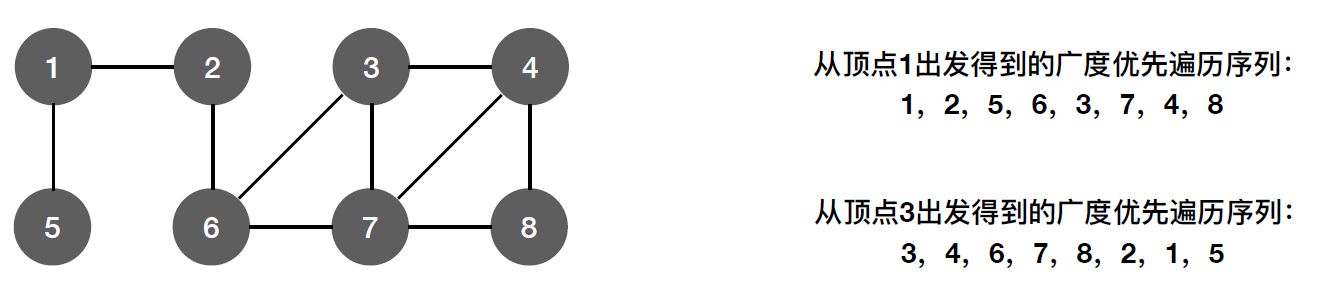 1 2 3 4
5 6 7 8
从顶点1出发得到的广度优先遍历序列：
1，2，5，6，3，7，4，8
从顶点3出发得到的广度优先遍历序列：
3，4，6，7，8，2，1，5